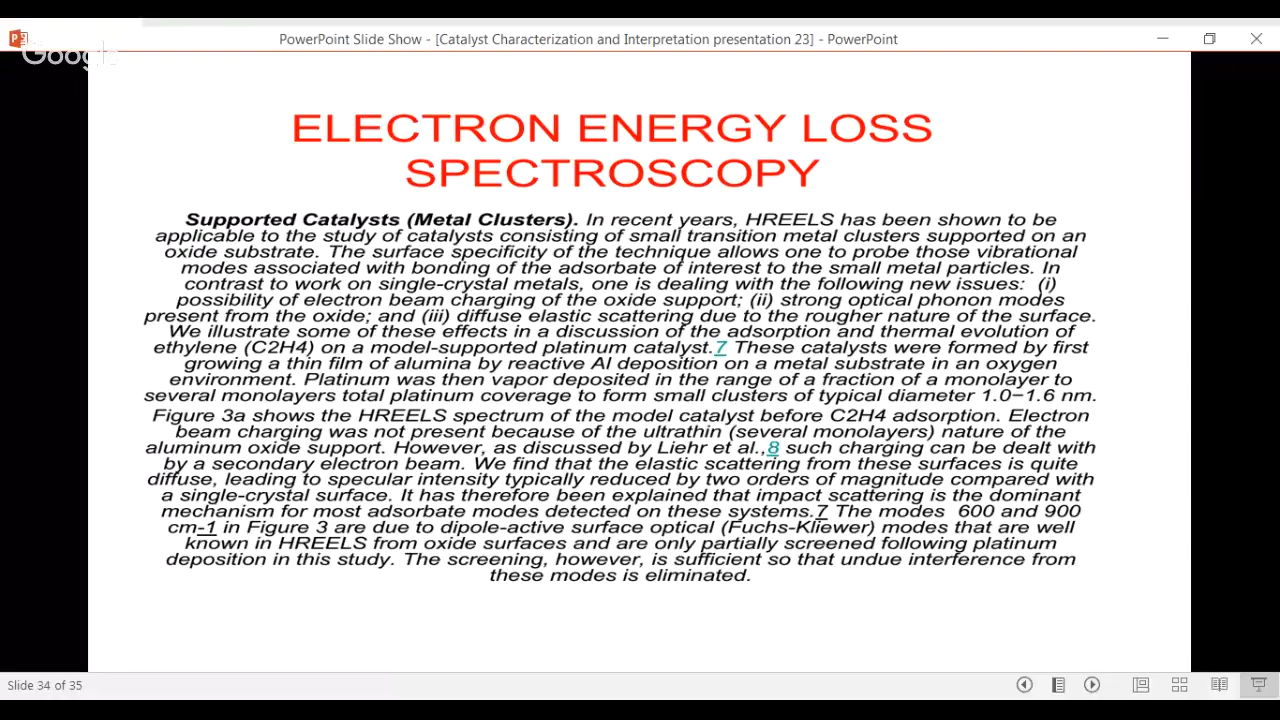 PowerPoint Slide Show - [Catalyst Characterization and Interpretation presentation 23] - PowerPoint
Google
ELECTRON ENERGY LOSS
SPECTROSCOPY
Supported Catalysts (Metal Clusters). In recent years, HREELS has been shown to be
applicable to the study of catalysts consisting of small transition metal clusters supported on an
oxide substrate. The surface specificity of the technique allows one to probe those vibrational
modes associated with bonding of the adsorbate of interest to the small metal particles. In
contrast to work on single-crystal metals, one is dealing with the following new issues: (i)
possibility of electron beam charging of the oxide support; (ii) strong optical phonon modes
present from the oxide; and (iii) diffuse elastic scattering due to the rougher nature of the surface.
We illustrate some of these effects in a discussion of the adsorption and thermal evolution of
ethylene (C2H4) on a model-supported platinum catalyst.7 These catalysts were formed by first
growing a thin film of alumina by reactive Al deposition on a metal substrate in an oxygen
environment. Platinum was then vapor deposited in the range of a fraction of a monolayer to
several monolayers total platinum coverage to form small clusters of typical diameter 1.0−1.6 nm.
Figure 3a shows the HREELS spectrum of the model catalyst before C2H4 adsorption. Electron
beam charging was not present because of the ultrathin (several monolayers) nature of the
aluminum oxide support. However, as discussed by Liehr et al.,8 such charging can be dealt with
by a secondary electron beam. We find that the elastic scattering from these surfaces is quite
diffuse, leading to specular intensity typically reduced by two orders of magnitude compared with
a single-crystal surface. It has therefore been explained that impact scattering is the dominant
mechanism for most adsorbate modes detected on these systems.7 The modes 600 and 900
cm-1 in Figure 3 are due to dipole-active surface optical (Fuchs-Kliewer) modes that are well
known in HREELS from oxide surfaces and are only partially screened following platinum
deposition in this study. The screening, however, is sufficient so that undue interference from
these modes is eliminated.
Slide 34 of 35